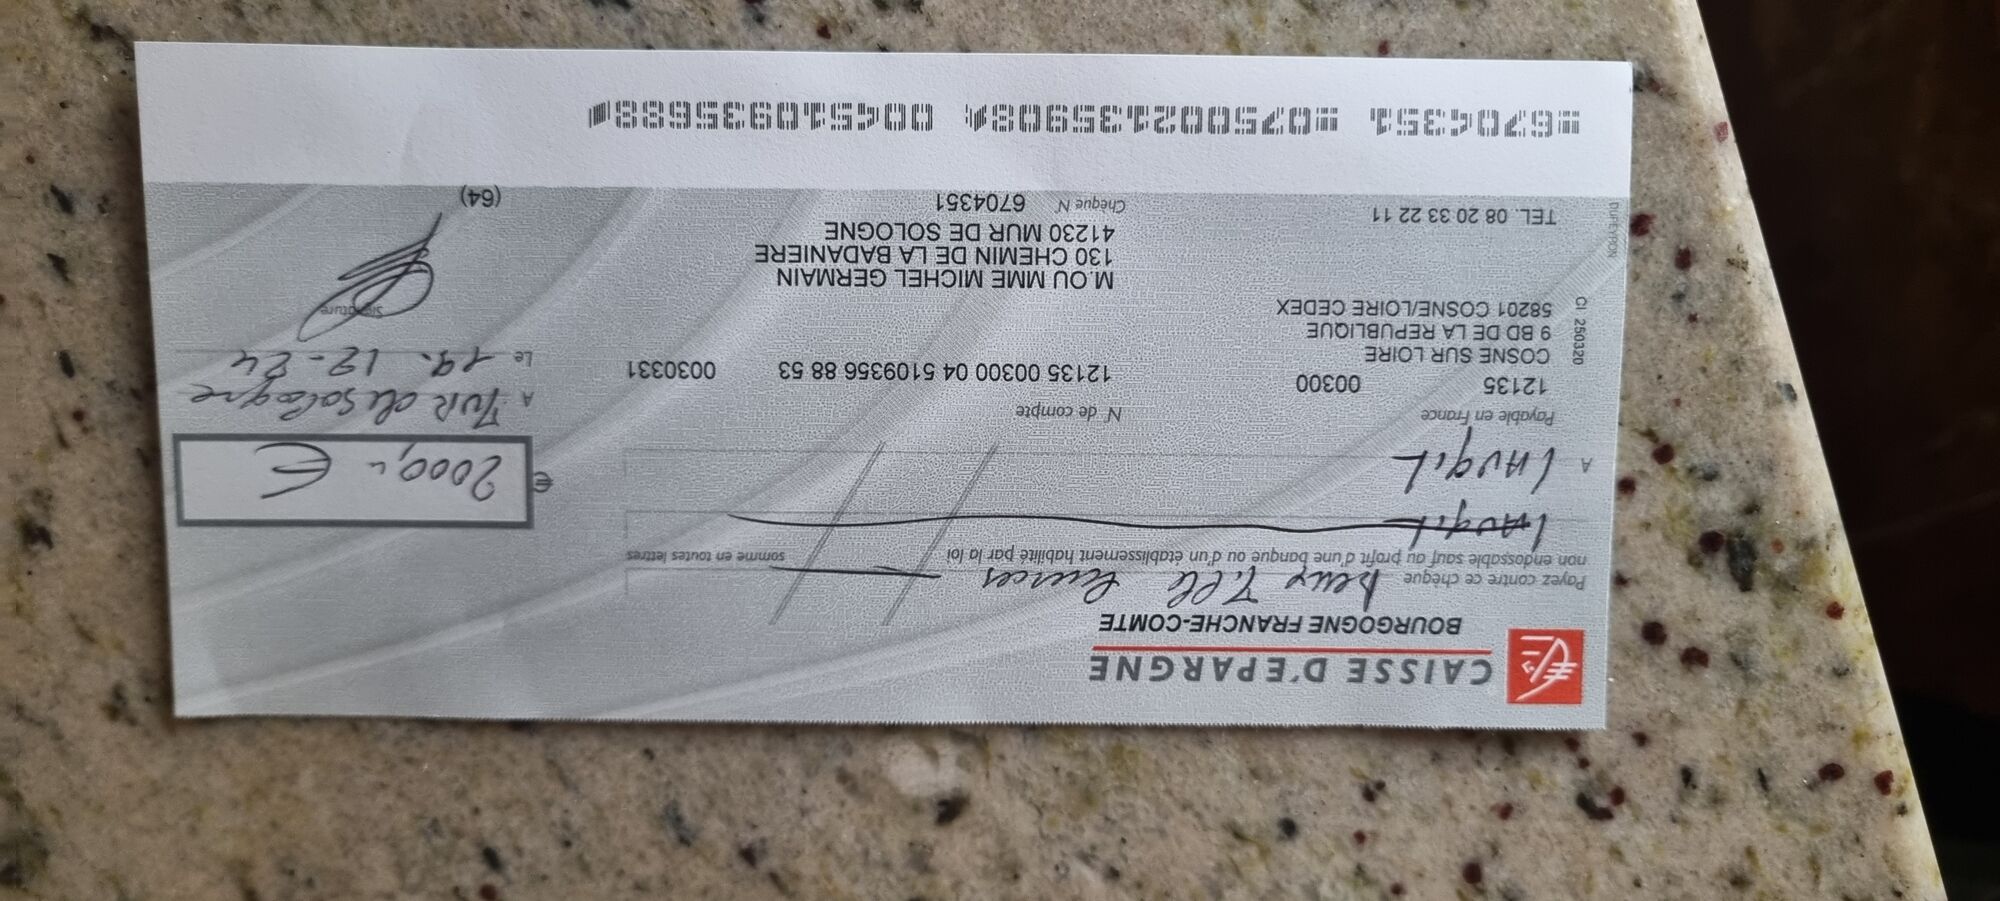 CAISSE D'EPARGNE
BOURGOGNE FRANCHE-COMTE
Payez contre ce chèque Deux Mille Euros
non endossable sauf au profit d'une banque ou d'un établissement habilité par la loi somme en toutes lettres
€ 2000,- €
A
Payable en France
N° de compte
A Mur de Sologne
12135 00300
12135 00300 04 5109356 88 53 0030331
Le 19-12-24
COSNE SUR LOIRE
9 BD DE LA REPUBLIQUE
58201 COSNE/LOIRE CEDEX
Signature
M.OU MME MICHEL GERMAIN
130 CHEMIN DE LA BADANIERE
41230 MUR DE SOLOGNE
TEL. 08 20 33 22 11
Chèque N° 6704351
(64)
CI 250320
DUPEYRON
6704351 075002135908 004510935688